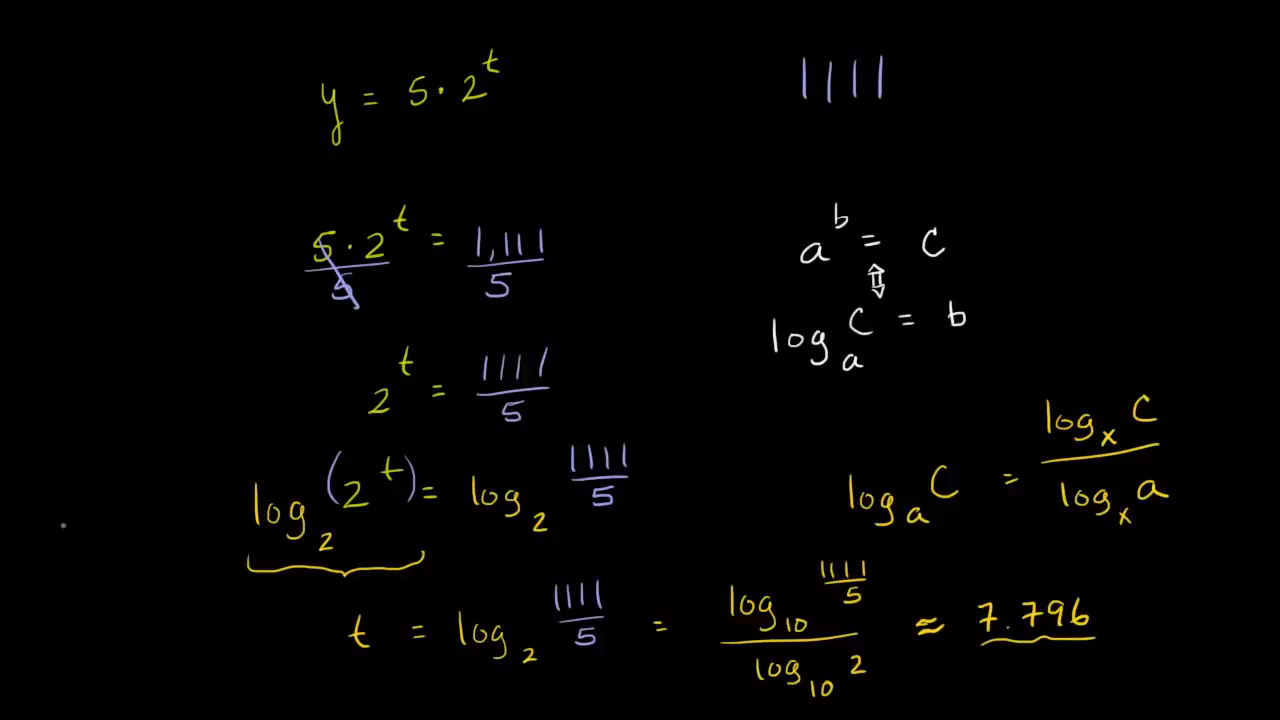 y = 5 · 2^t
1111
5 · 2^t / 5 = 1,111 / 5
a^b = c
⇕
log_a c = b
2^t = 1111 / 5
log_2 (2^t) = log_2 1111 / 5
log_a c = log_x c / log_x a
t = log_2 1111 / 5 = log_10 1111 / 5 / log_10 2 ≈ 7.796